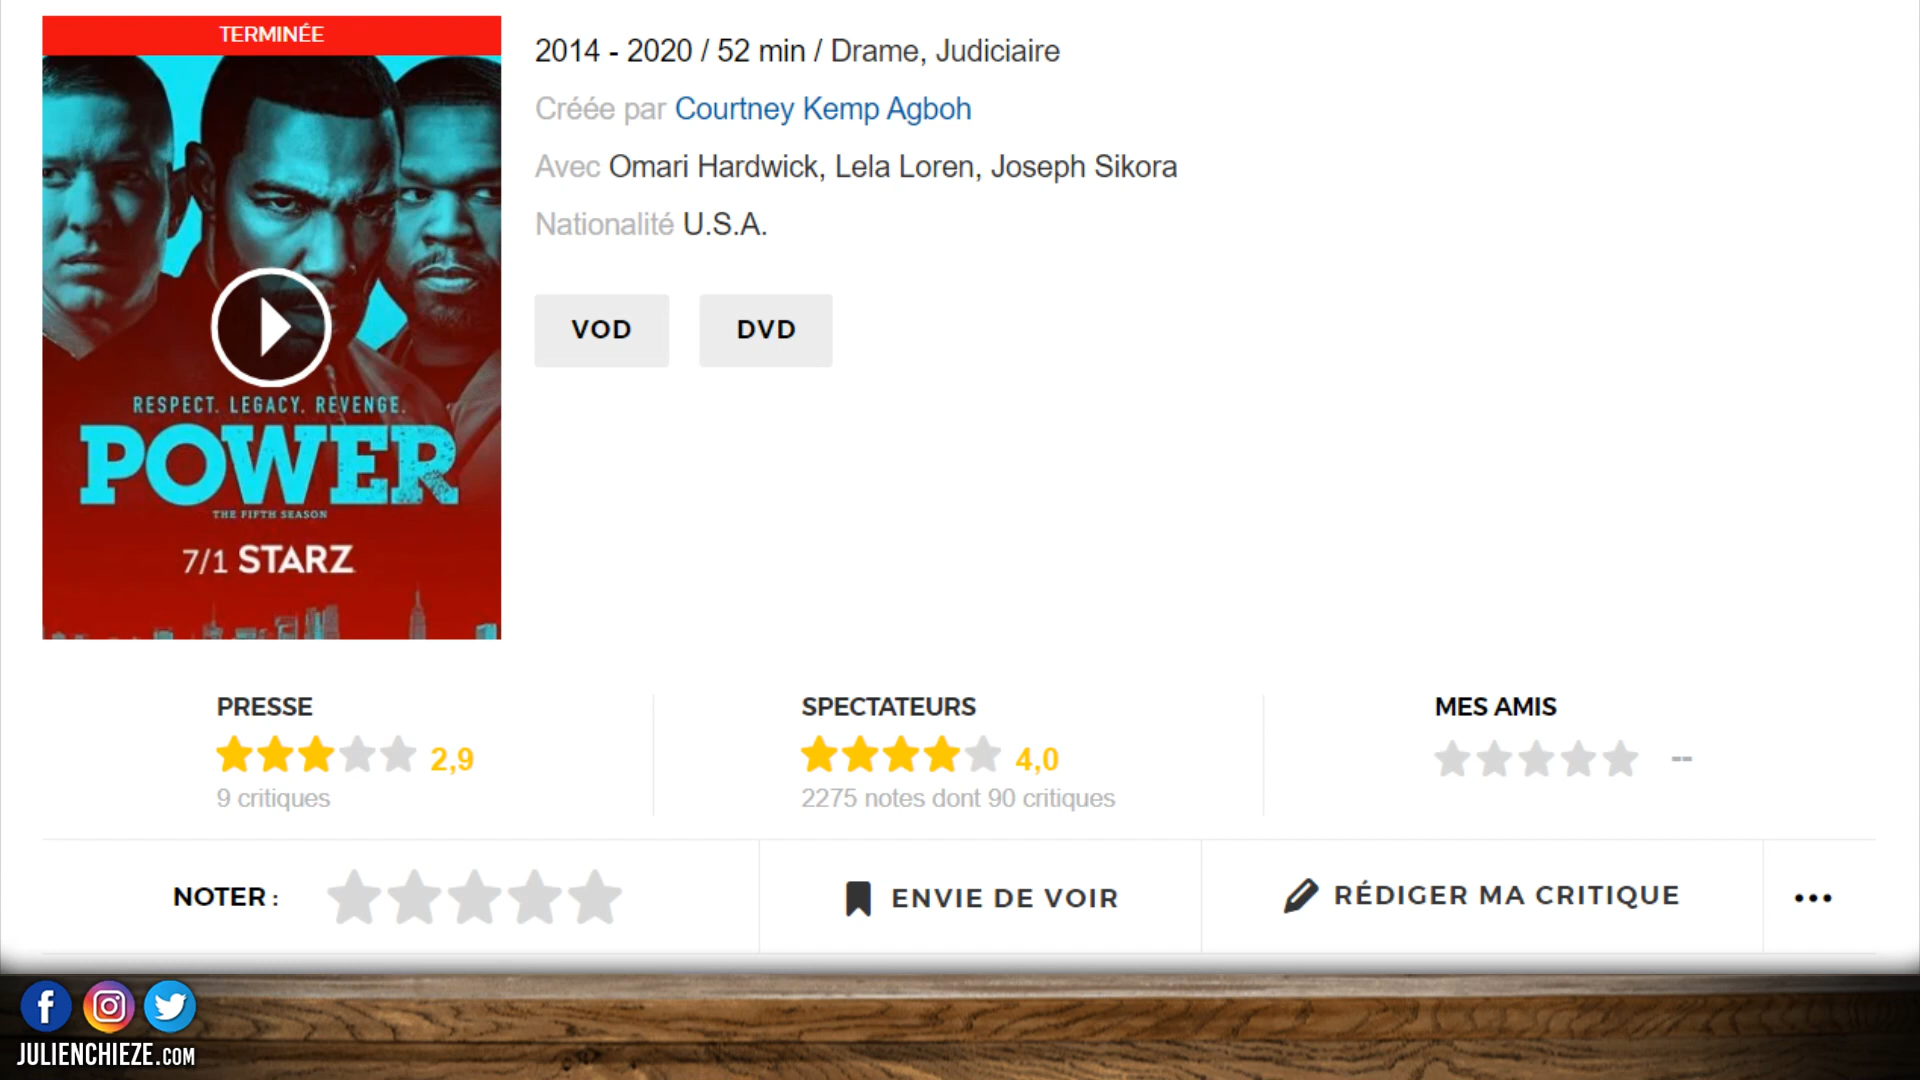 TERMINÉE
RESPECT. LEGACY. REVENGE.
POWER
THE FIFTH SEASON
7/1 STARZ
2014 - 2020 / 52 min / Drame, Judiciaire
Créée par Courtney Kemp Agboh
Avec Omari Hardwick, Lela Loren, Joseph Sikora
Nationalité U.S.A.
VOD
DVD
PRESSE
2,9
9 critiques
SPECTATEURS
4,0
2275 notes dont 90 critiques
MES AMIS
--
NOTER :
ENVIE DE VOIR
RÉDIGER MA CRITIQUE
...
JULIENCHIEZE.COM